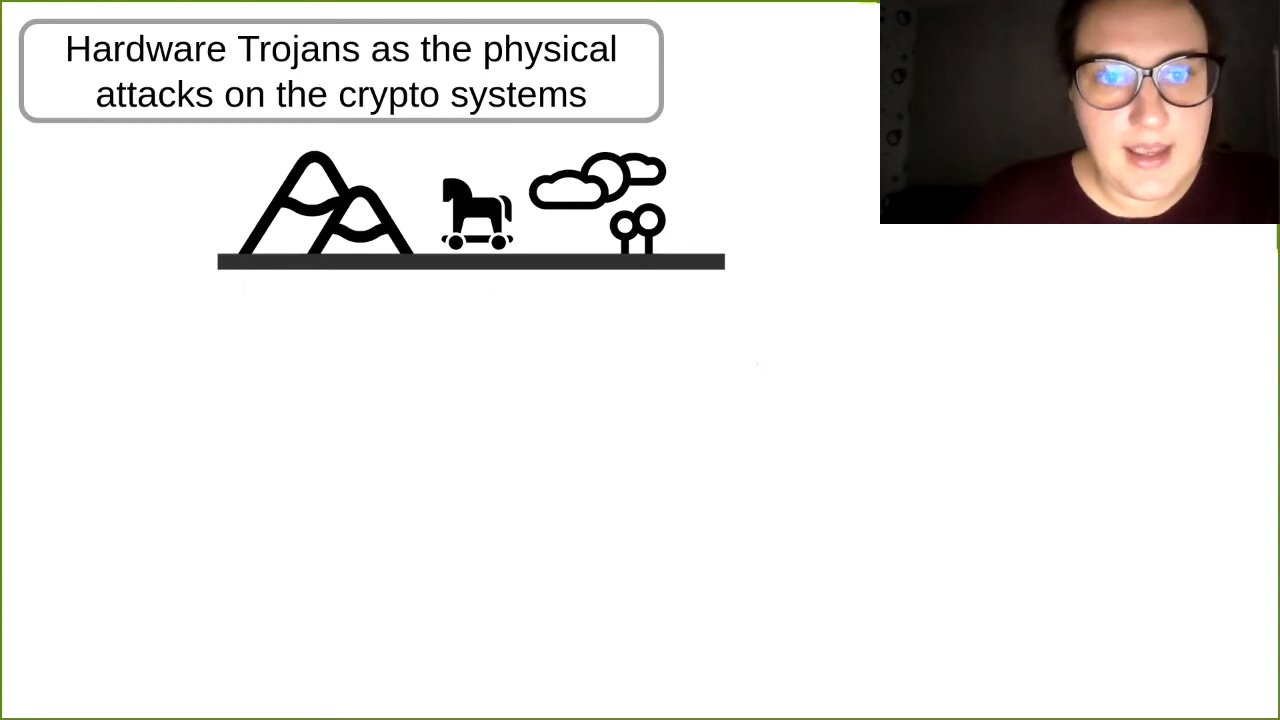 Hardware Trojans as the physical
attacks on the crypto systems